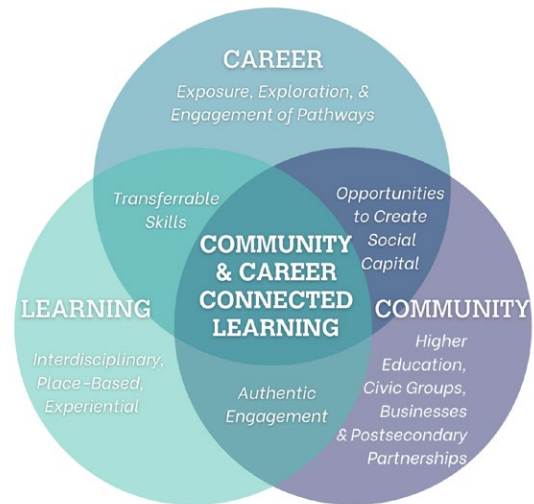 CAREER
Exposure, Exploration, &
Engagement of Pathways
Transferrable
Skills
Opportunities
to Create
Social
Capital
COMMUNITY
& CAREER
CONNECTED
LEARNING
LEARNING
Interdisciplinary,
Place-Based,
Experiential
COMMUNITY
Higher
Education,
Civic Groups,
Businesses
& Postsecondary
Partnerships
Authentic
Engagement